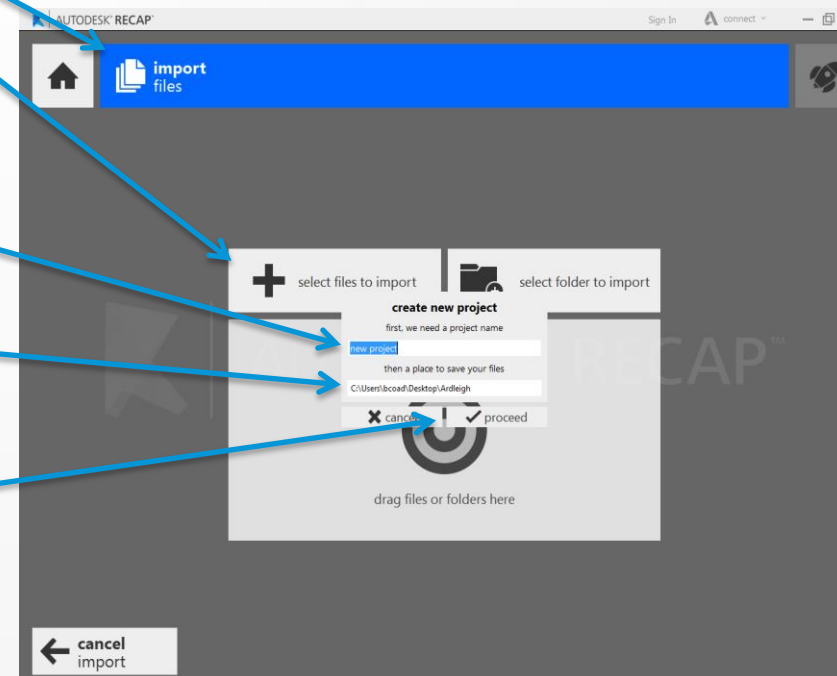 AUTODESK® RECAP™
Sign In
connect
import
files
select files to import
select folder to import
create new project
first, we need a project name
new project
then a place to save your files
C:\Users\bcoad\Desktop\Ardleigh
cancel
proceed
RECAP™
drag files or folders here
cancel
import